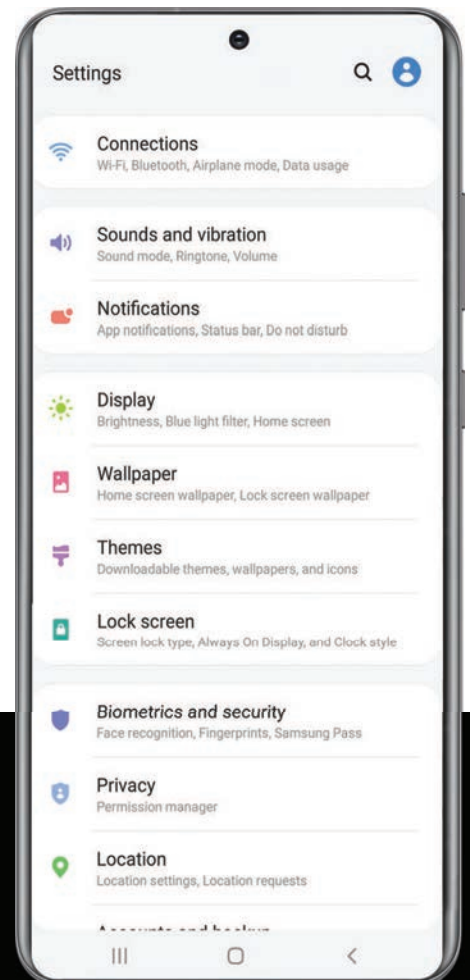 Settings
Connections
Wi-Fi, Bluetooth, Airplane mode, Data usage
Sounds and vibration
Sound mode, Ringtone, Volume
Notifications
App notifications, Status bar, Do not disturb
Display
Brightness, Blue light filter, Home screen
Wallpaper
Home screen wallpaper, Lock screen wallpaper
Themes
Downloadable themes, wallpapers, and icons
Lock screen
Screen lock type, Always On Display, and Clock style
Biometrics and security
Face recognition, Fingerprints, Samsung Pass
Privacy
Permission manager
Location
Location settings, Location requests
Accounts and backup